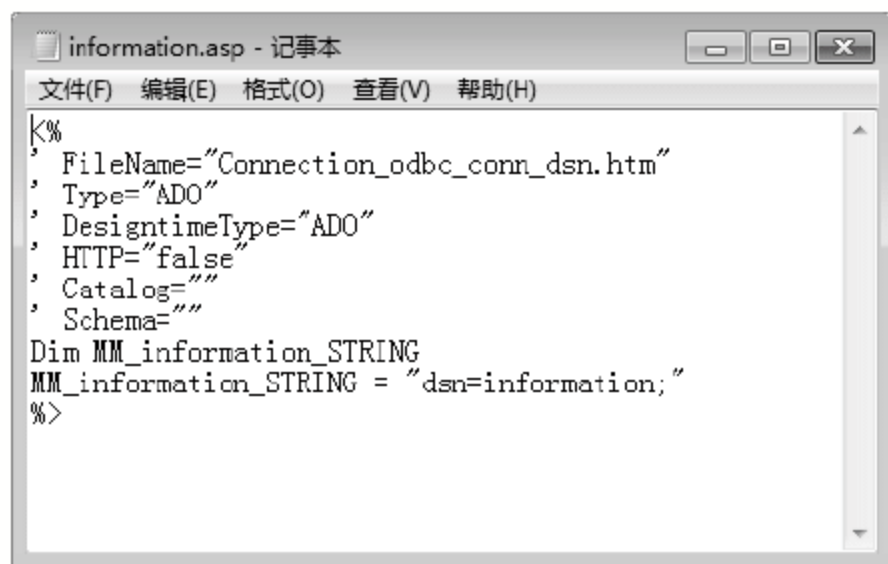 information.asp - 记事本
文件(F) 编辑(E) 格式(O) 查看(V) 帮助(H)
<%
' FileName="Connection_odbc_conn_dsn.htm"
' Type="ADO"
' DesigntimeType="ADO"
' HTTP="false"
' Catalog=""
' Schema=""
Dim MM_information_STRING
MM_information_STRING = "dsn=information;"
%>